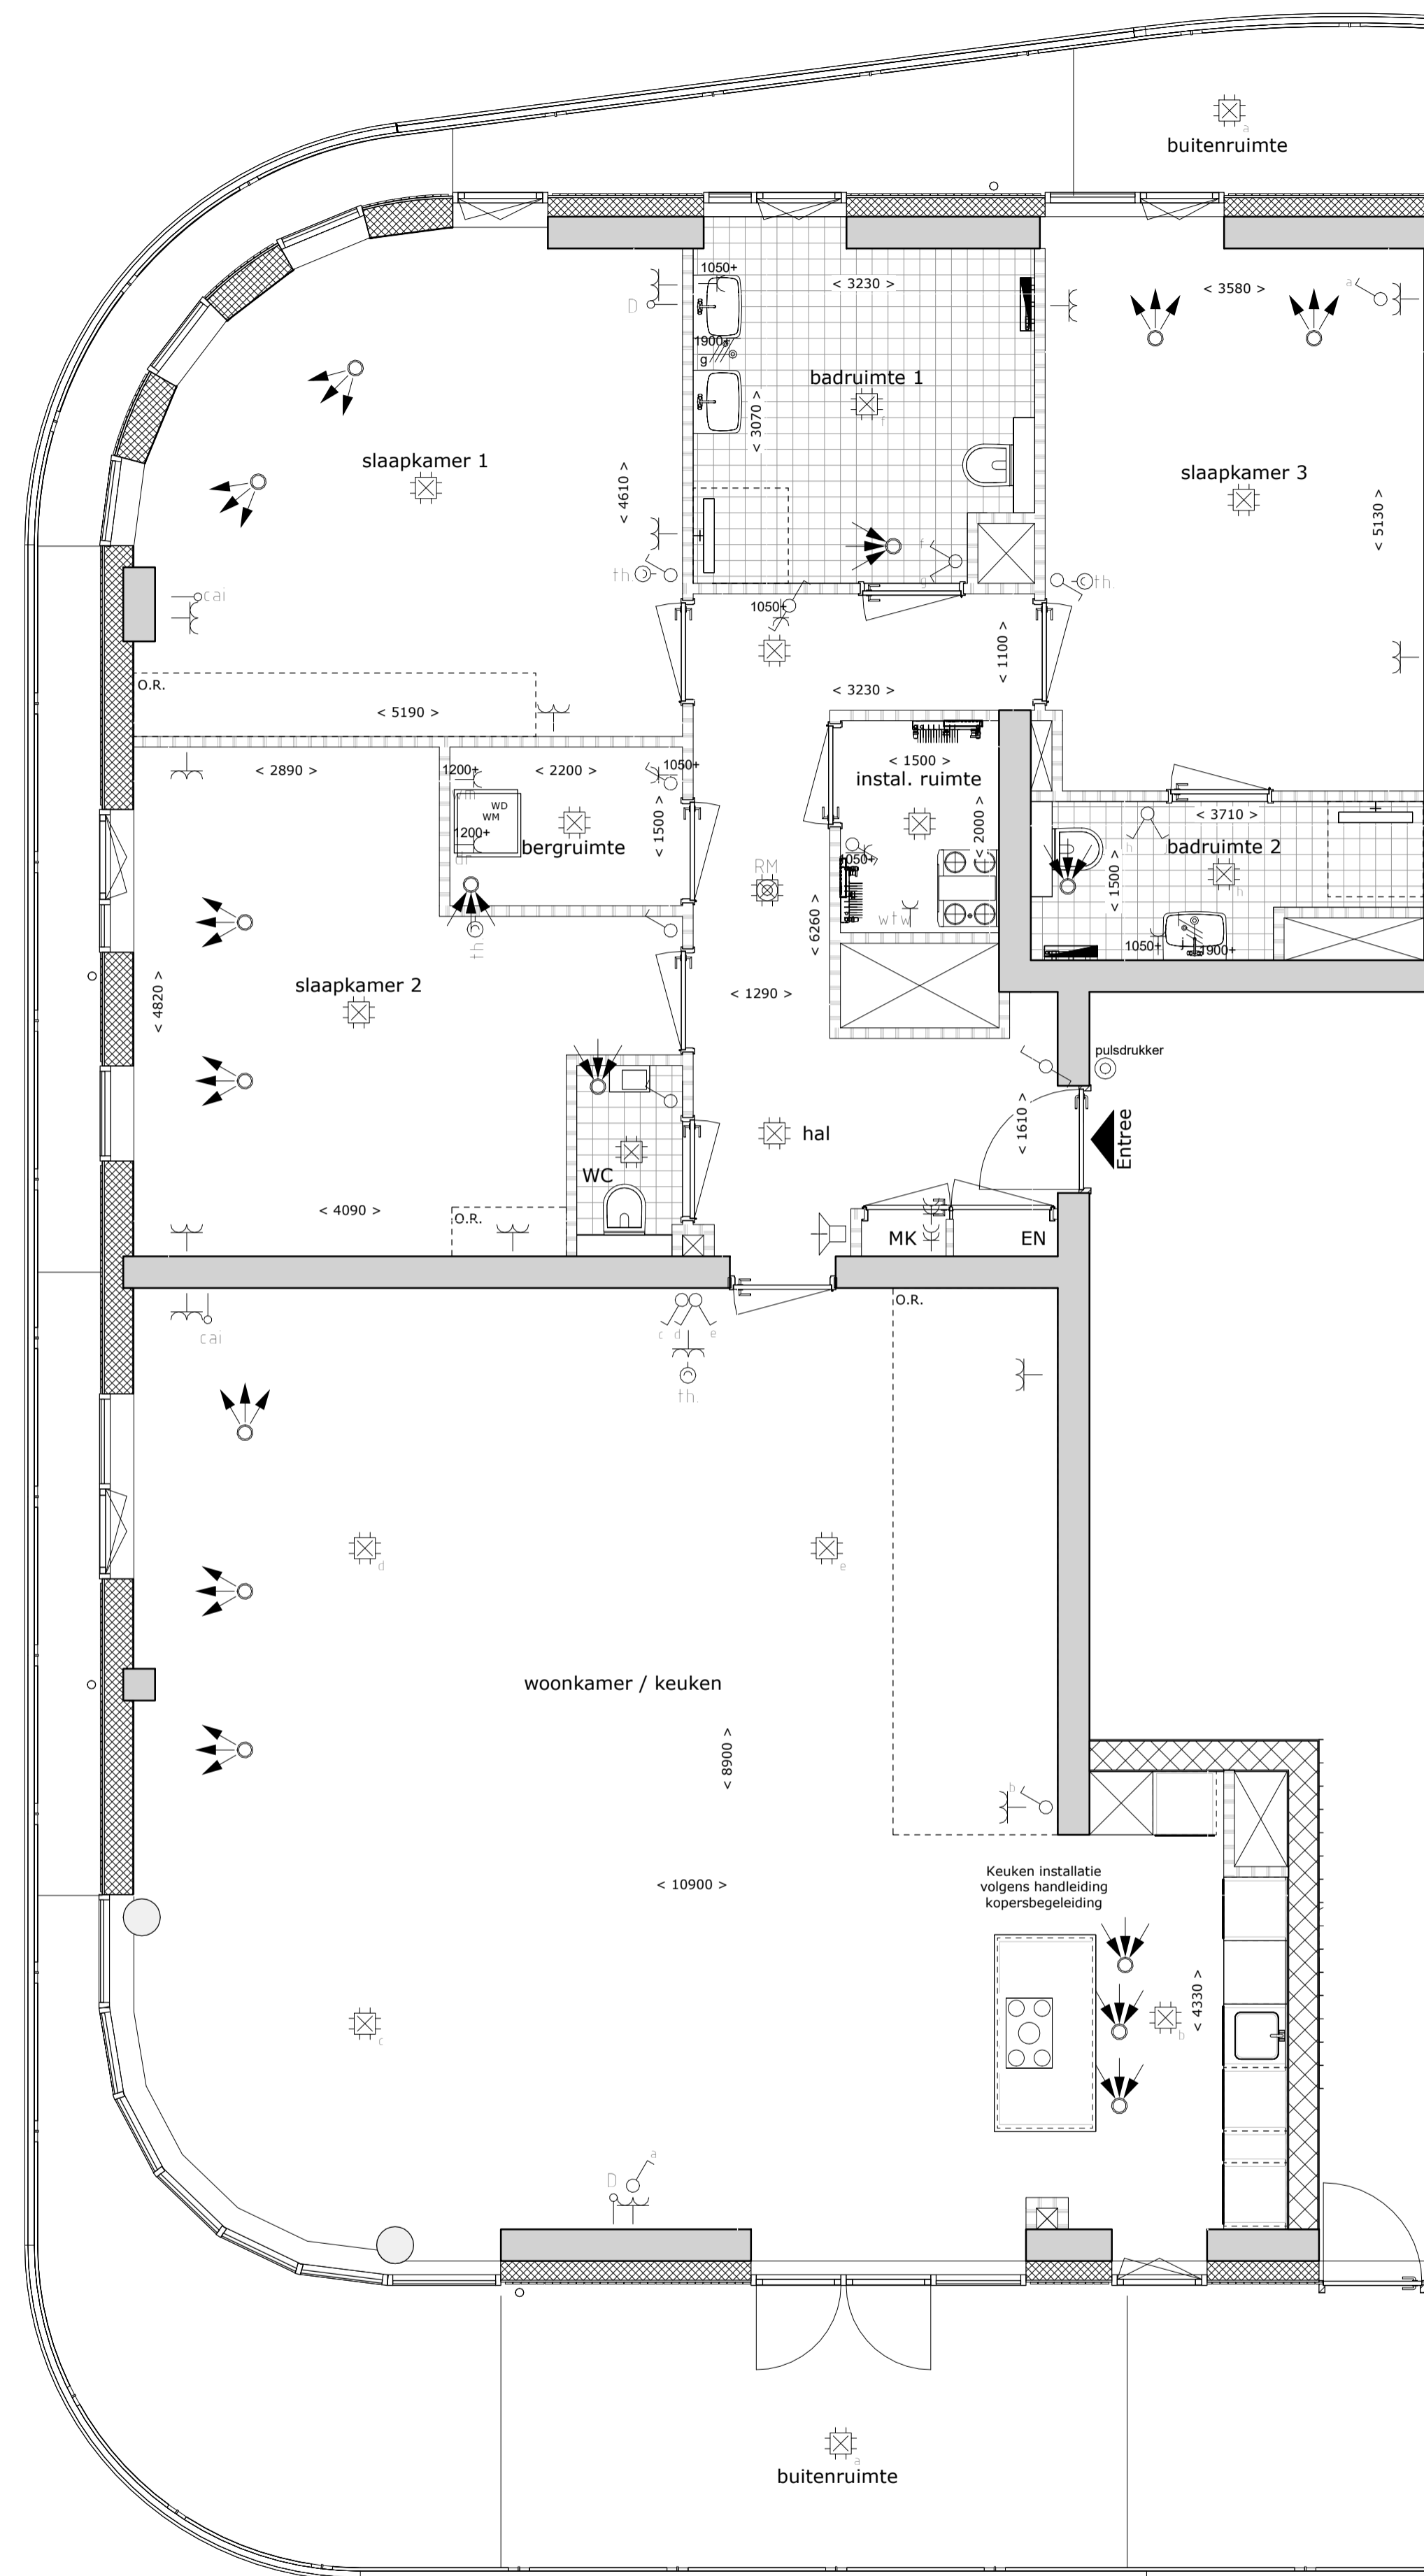 a
buitenruimte
1050+
D
< 3230 >
< 3580 >
a
1900+
g
badruimte 1
f
< 3070 >
slaapkamer 1
slaapkamer 3
< 4610 >
< 5130 >
f
g
th.
th.
cai
1050+
< 1100 >
O.R.
< 3230 >
< 5190 >
< 2890 >
1200+
< 2200 >
1050+
< 1500 >
instal. ruimte
wm
WD
WM
1200+
dr
bergruimte
< 1500 >
< 2000 >
< 3710 >
h
badruimte 2
1050+
RM
< 1500 >
h
wtw
th.
< 6260 >
1050+
j
1900+
slaapkamer 2
< 4820 >
< 1290 >
pulsdrukker
< 1610 >
Entree
hal
WC
< 4090 >
O.R.
MK
EN
O.R.
cai
c
d
e
th.
d
e
woonkamer / keuken
< 8900 >
b
Keuken installatie
volgens handleiding
kopersbegeleiding
< 10900 >
< 4330 >
c
b
a
D
a
buitenruimte